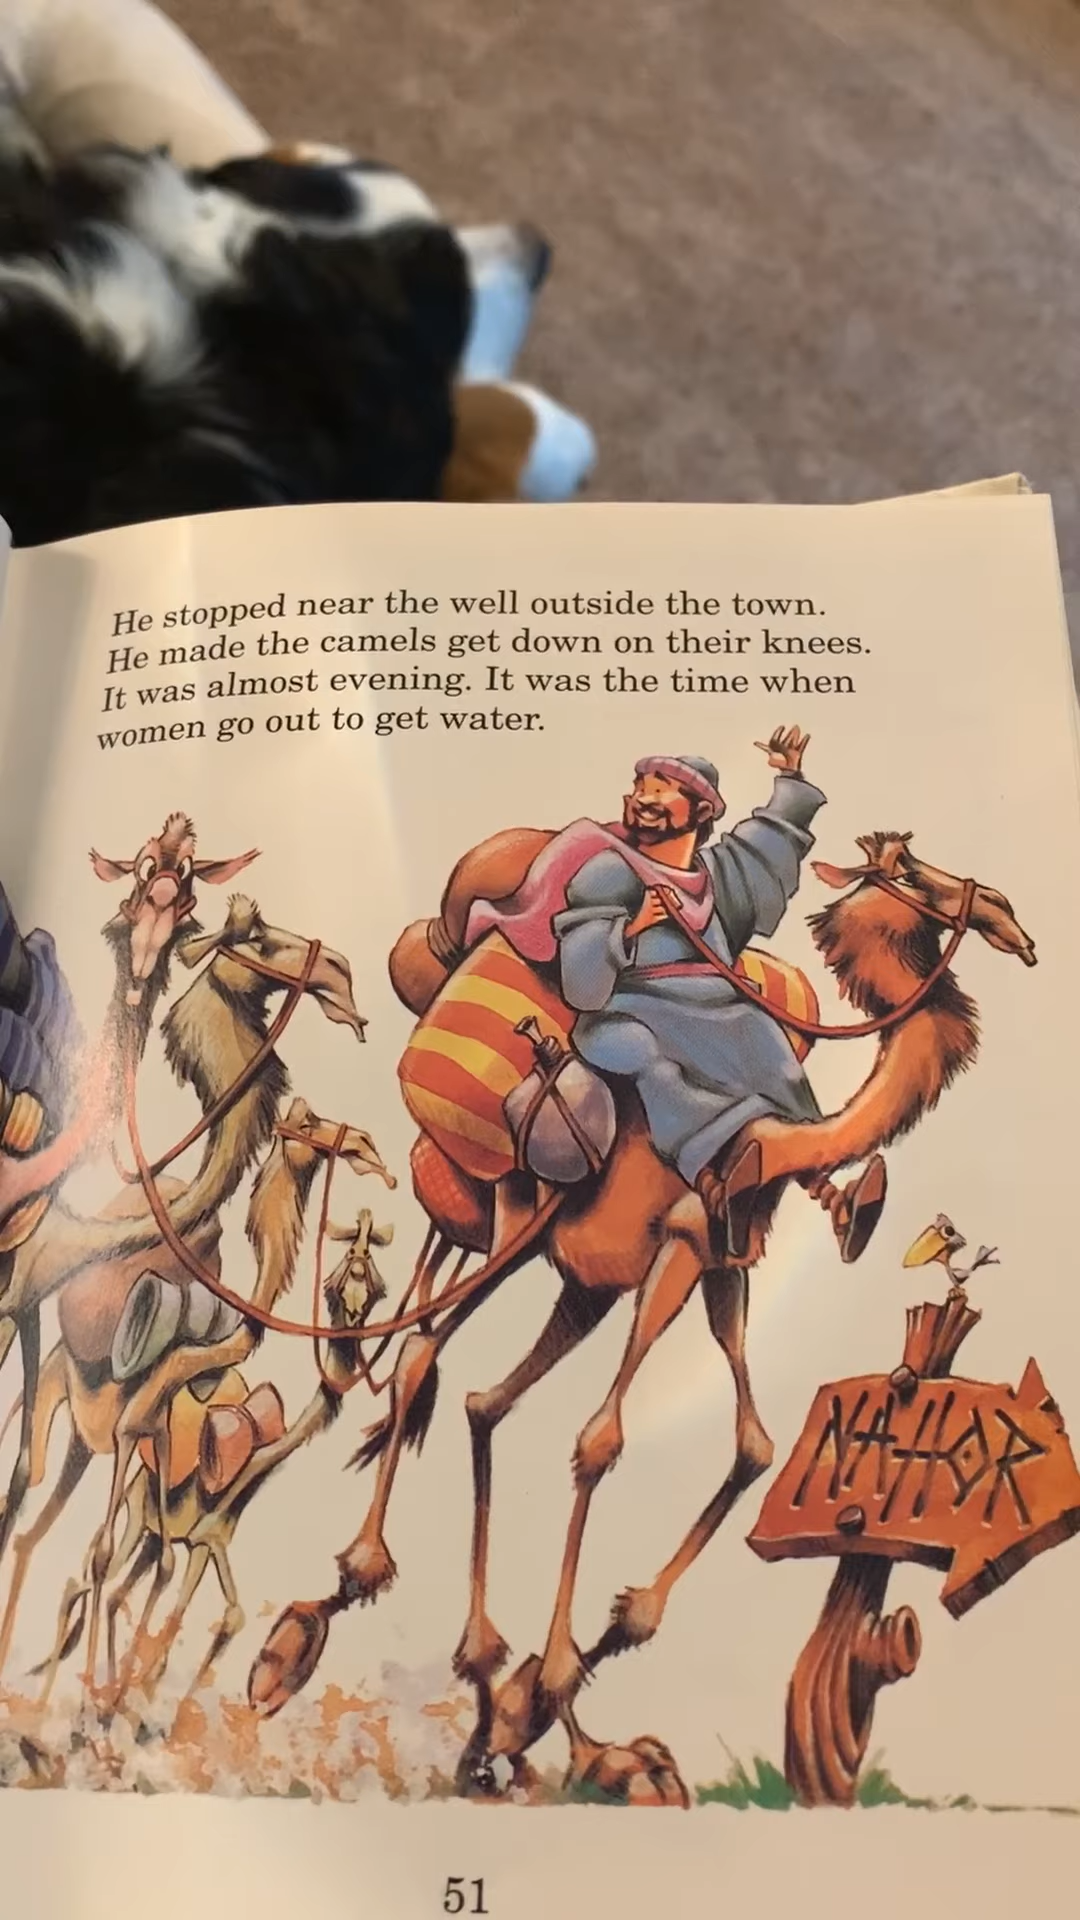 He stopped near the well outside the town.
He made the camels get down on their knees.
It was almost evening. It was the time when
women go out to get water.
NAHOR
51